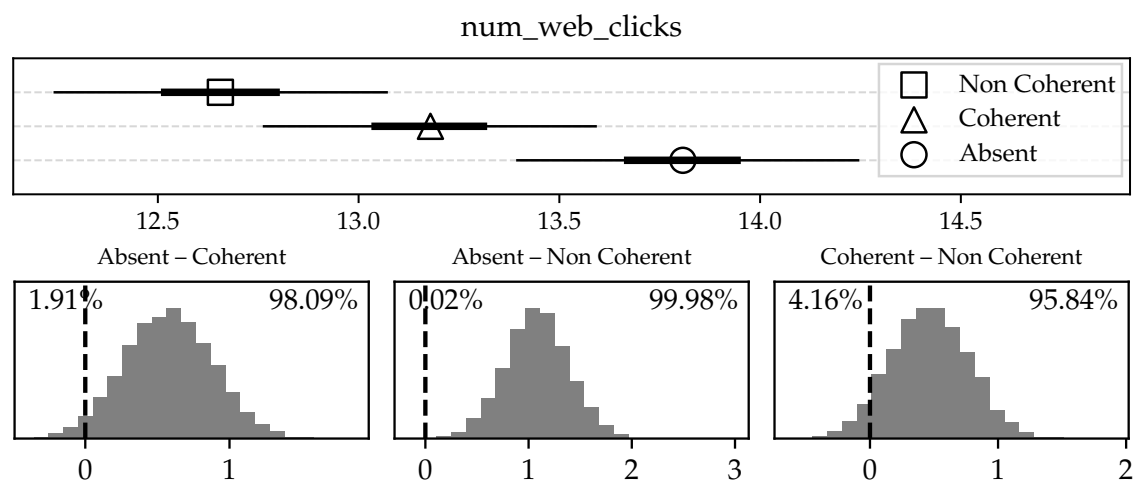 num_web_clicks
Non Coherent
Coherent
Absent
12.5 13.0 13.5 14.0 14.5
Absent – Coherent
1.91% 98.09%
0 1
Absent – Non Coherent
0.02% 99.98%
0 1 2 3
Coherent – Non Coherent
4.16% 95.84%
0 1 2